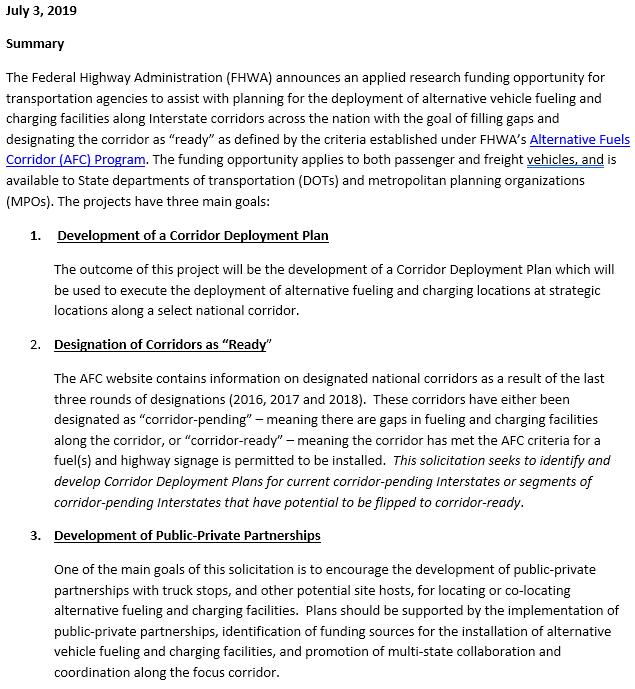 July 3, 2019
Summary
The Federal Highway Administration (FHWA) announces an applied research funding opportunity for
transportation agencies to assist with planning for the deployment of alternative vehicle fueling and
charging facilities along Interstate corridors across the nation with the goal of filling gaps and
designating the corridor as “ready” as defined by the criteria established under FHWA’s Alternative Fuels
Corridor (AFC) Program. The funding opportunity applies to both passenger and freight vehicles, and is
available to State departments of transportation (DOTs) and metropolitan planning organizations
(MPOs). The projects have three main goals:
1. Development of a Corridor Deployment Plan
The outcome of this project will be the development of a Corridor Deployment Plan which will
be used to execute the deployment of alternative fueling and charging locations at strategic
locations along a select national corridor.
2. Designation of Corridors as “Ready”
The AFC website contains information on designated national corridors as a result of the last
three rounds of designations (2016, 2017 and 2018). These corridors have either been
designated as “corridor-pending” – meaning there are gaps in fueling and charging facilities
along the corridor, or “corridor-ready” – meaning the corridor has met the AFC criteria for a
fuel(s) and highway signage is permitted to be installed. This solicitation seeks to identify and
develop Corridor Deployment Plans for current corridor-pending Interstates or segments of
corridor-pending Interstates that have potential to be flipped to corridor-ready.
3. Development of Public-Private Partnerships
One of the main goals of this solicitation is to encourage the development of public-private
partnerships with truck stops, and other potential site hosts, for locating or co-locating
alternative fueling and charging facilities. Plans should be supported by the implementation of
public-private partnerships, identification of funding sources for the installation of alternative
vehicle fueling and charging facilities, and promotion of multi-state collaboration and
coordination along the focus corridor.